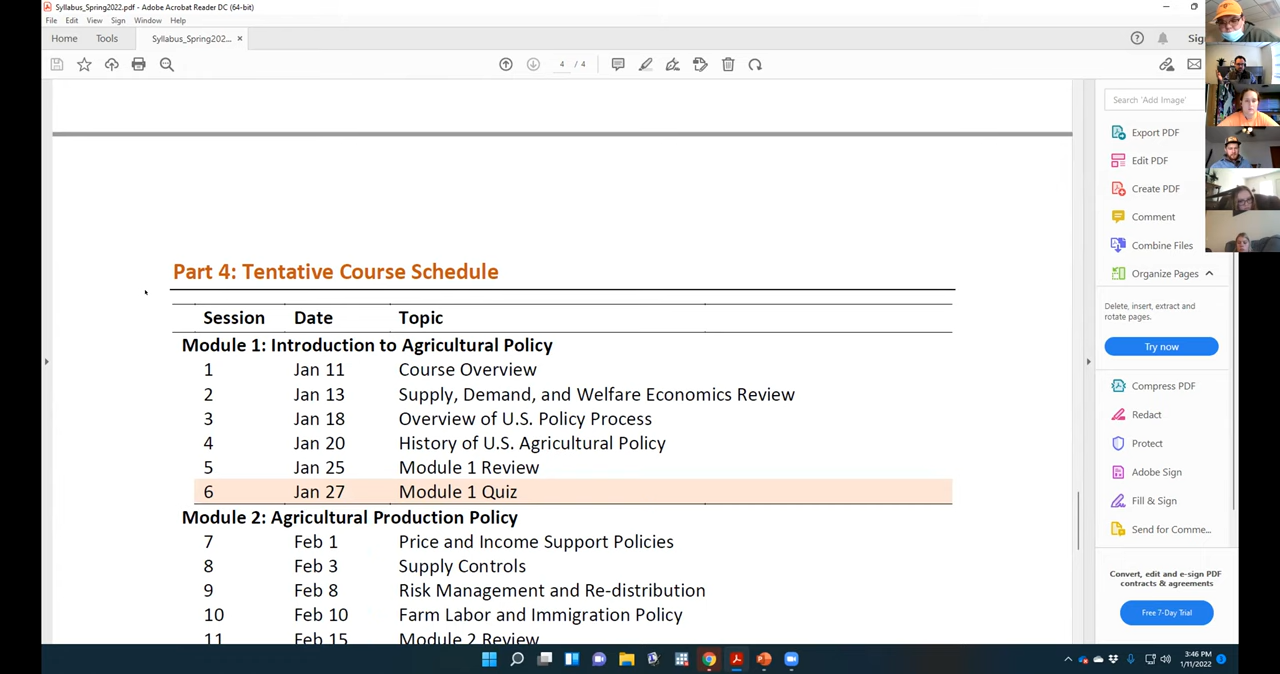 Syllabus_Spring2022.pdf - Adobe Acrobat Reader DC (64-bit)
File Edit View Sign Window Help
Home Tools Syllabus_Spring202... × Sig
4 / 4
Search 'Add Image'
Export PDF
Edit PDF
Create PDF
Comment
Combine Files
Organize Pages
Delete, insert, extract and
rotate pages.
Try now
Compress PDF
Redact
Protect
Adobe Sign
Fill & Sign
Send for Comme...
Convert, edit and e-sign PDF
contracts & agreements
Free 7-Day Trial
Part 4: Tentative Course Schedule
Session Date Topic
Module 1: Introduction to Agricultural Policy
1 Jan 11 Course Overview
2 Jan 13 Supply, Demand, and Welfare Economics Review
3 Jan 18 Overview of U.S. Policy Process
4 Jan 20 History of U.S. Agricultural Policy
5 Jan 25 Module 1 Review
6 Jan 27 Module 1 Quiz
Module 2: Agricultural Production Policy
7 Feb 1 Price and Income Support Policies
8 Feb 3 Supply Controls
9 Feb 8 Risk Management and Re-distribution
10 Feb 10 Farm Labor and Immigration Policy
11 Feb 15 Module 2 Review
3:46 PM
1/11/2022
3